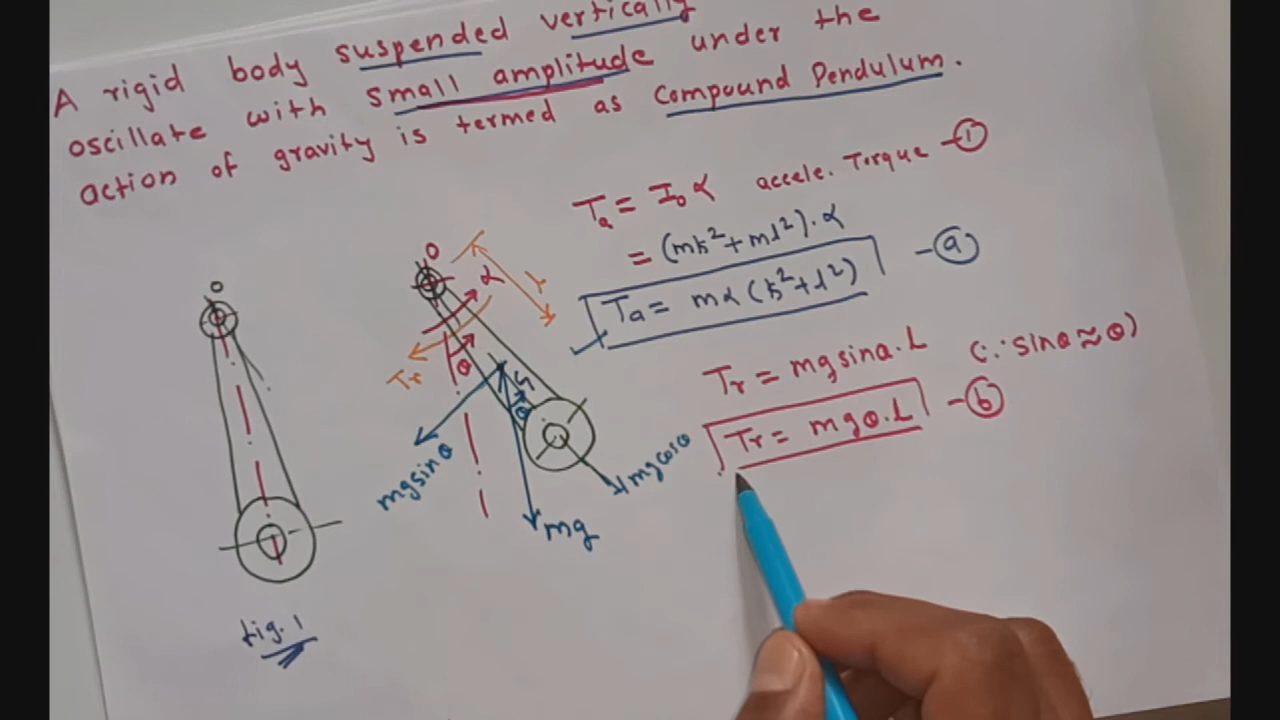 A rigid body suspended vertically
oscillate with small amplitude under the
action of gravity is termed as Compound Pendulum.
Ta = I₀ α accele. Torque - ①
= (mk²+ml²).α
Ta = mα (k²+l²) - ⓐ
Tr = mg sinθ. L (∵ sinθ ≈ θ)
Tr = mgθ. L - ⓑ
O
O
α
L
Tr
θ
G
θ
mg sinθ
mg cosθ
mg
fig. 1